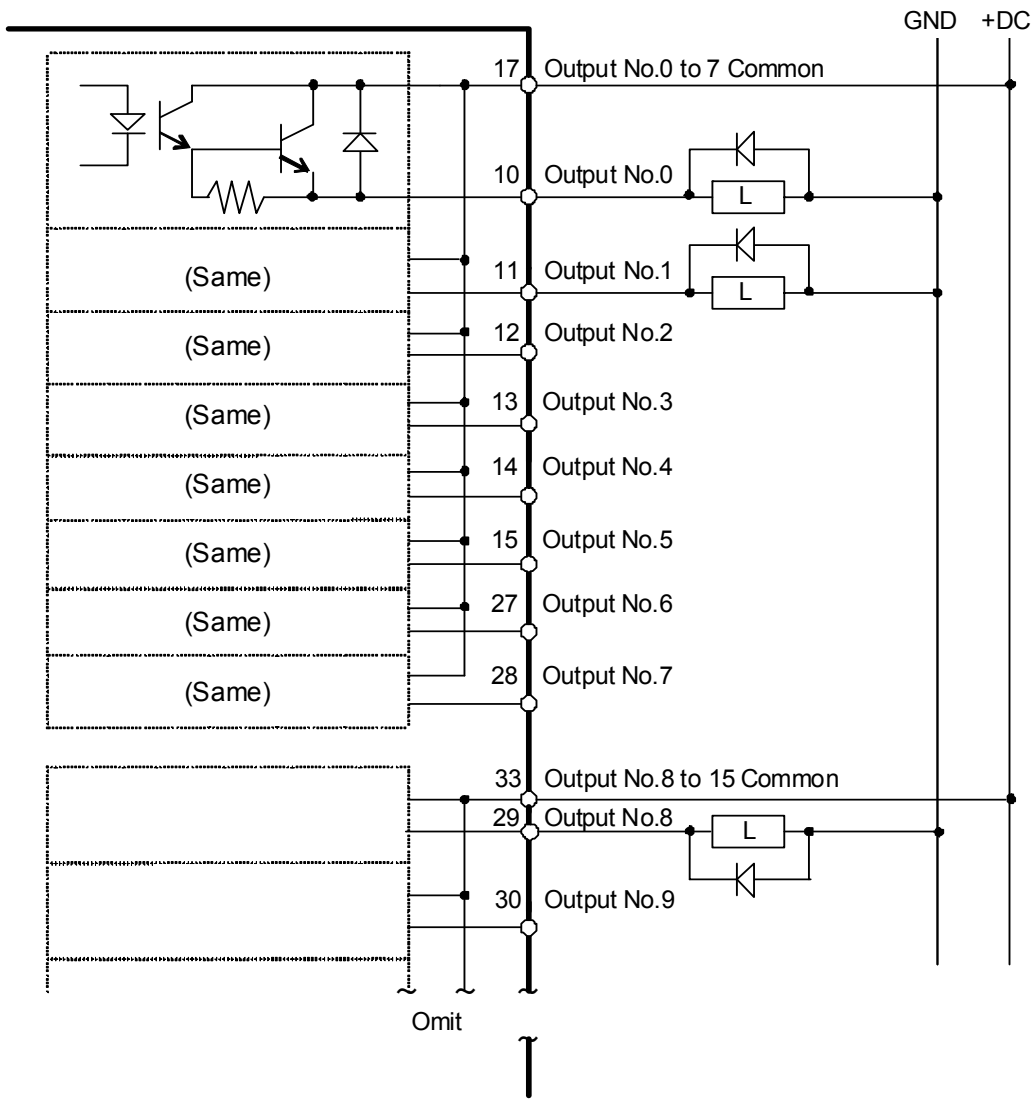 GND +DC
17 Output No.0 to 7 Common
10 Output No.0
L
(Same)
11 Output No.1
L
(Same)
12 Output No.2
(Same)
13 Output No.3
(Same)
14 Output No.4
(Same)
15 Output No.5
(Same)
27 Output No.6
(Same)
28 Output No.7
33 Output No.8 to 15 Common
29 Output No.8
L
30 Output No.9
Omit